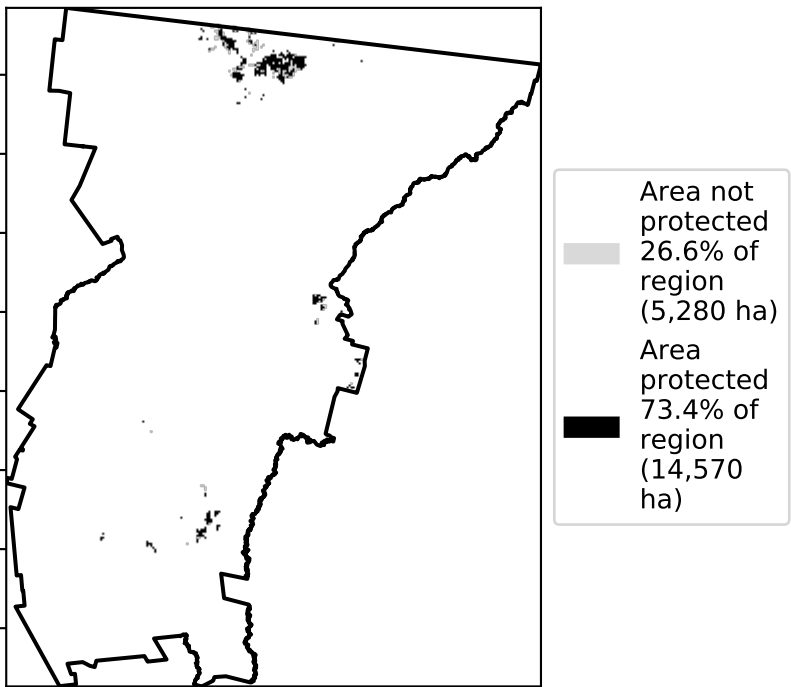 Area not
protected
26.6% of
region
(5,280 ha)
Area
protected
73.4% of
region
(14,570
ha)